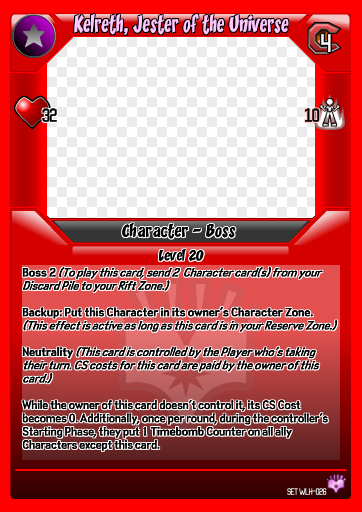 Kelreth, Jester of the Universe
4
32
10
Character - Boss
Level 20
Boss 2 (To play this card, send 2 Character card(s) from your
Discard Pile to your Rift Zone.)
Backup: Put this Character in its owner's Character Zone.
(This effect is active as long as this card is in your Reserve Zone.)
Neutrality (This card is controlled by the Player who's taking
their turn. CS costs for this card are paid by the owner of this
card.)
While the owner of this card doesn't control it, its CS Cost
becomes 0. Additionally, once per round, during the controller's
Starting Phase, they put 1 Timebomb Counter on all ally
Characters except this card.
SET WLH-026